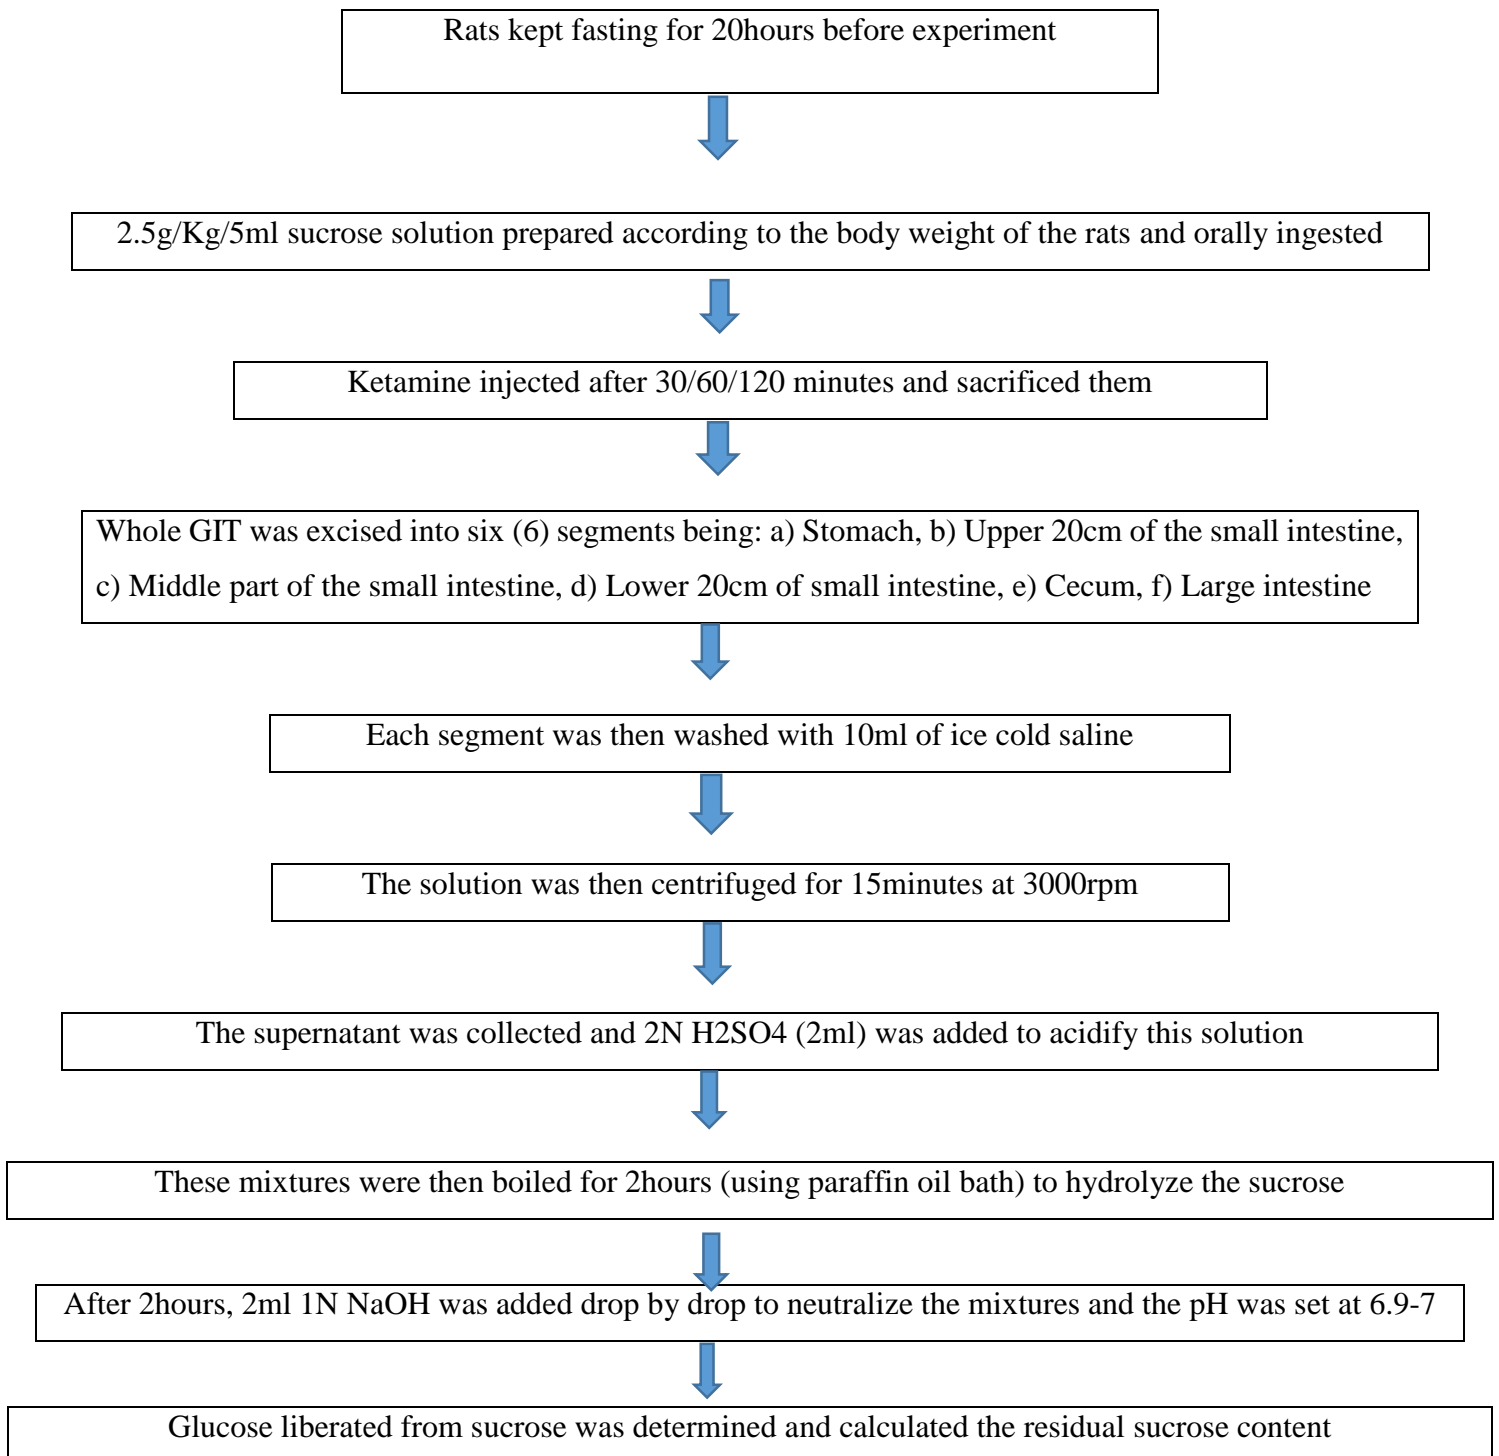 Rats kept fasting for 20hours before experiment
2.5g/Kg/5ml sucrose solution prepared according to the body weight of the rats and orally ingested
Ketamine injected after 30/60/120 minutes and sacrificed them
Whole GIT was excised into six (6) segments being: a) Stomach, b) Upper 20cm of the small intestine,
c) Middle part of the small intestine, d) Lower 20cm of small intestine, e) Cecum, f) Large intestine
Each segment was then washed with 10ml of ice cold saline
The solution was then centrifuged for 15minutes at 3000rpm
The supernatant was collected and 2N H2SO4 (2ml) was added to acidify this solution
These mixtures were then boiled for 2hours (using paraffin oil bath) to hydrolyze the sucrose
After 2hours, 2ml 1N NaOH was added drop by drop to neutralize the mixtures and the pH was set at 6.9-7
Glucose liberated from sucrose was determined and calculated the residual sucrose content